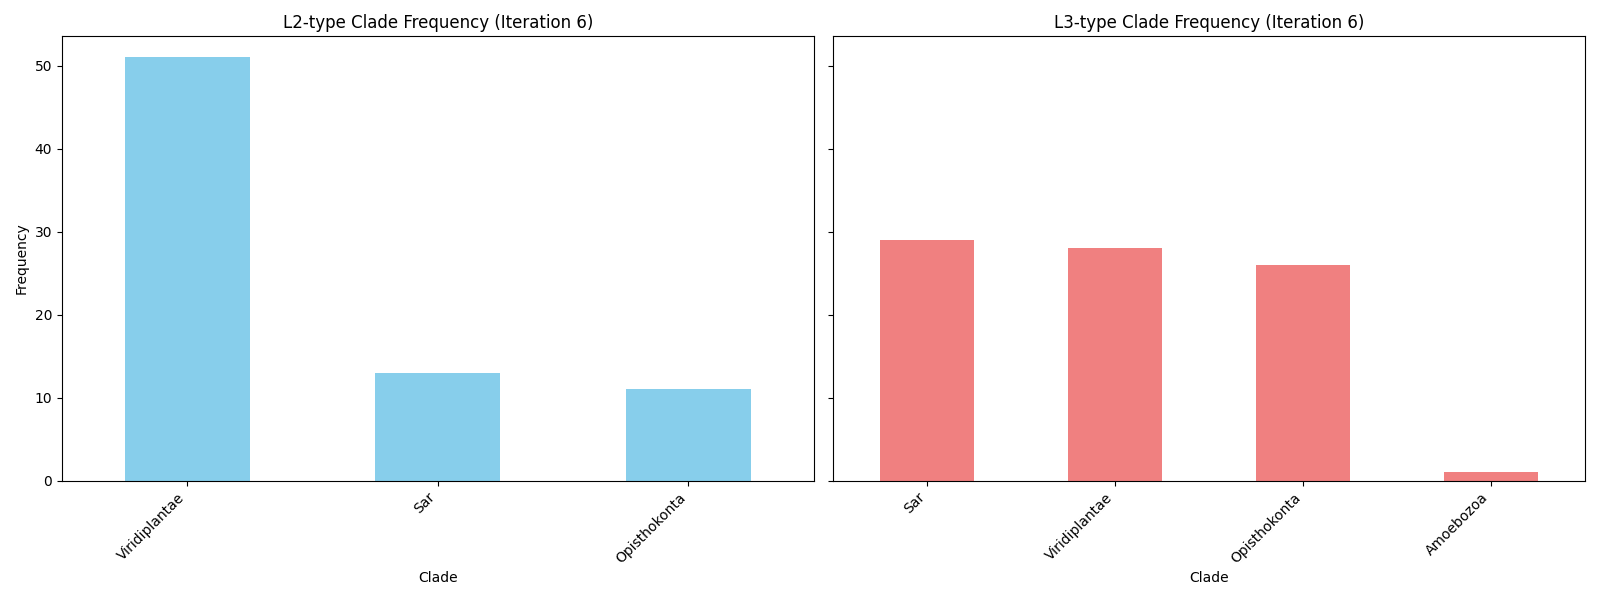 L2-type Clade Frequency (Iteration 6)
Frequency
50
40
30
20
10
0
Viridiplantae
Sar
Opisthokonta
Clade
L3-type Clade Frequency (Iteration 6)
Sar
Viridiplantae
Opisthokonta
Amoebozoa
Clade